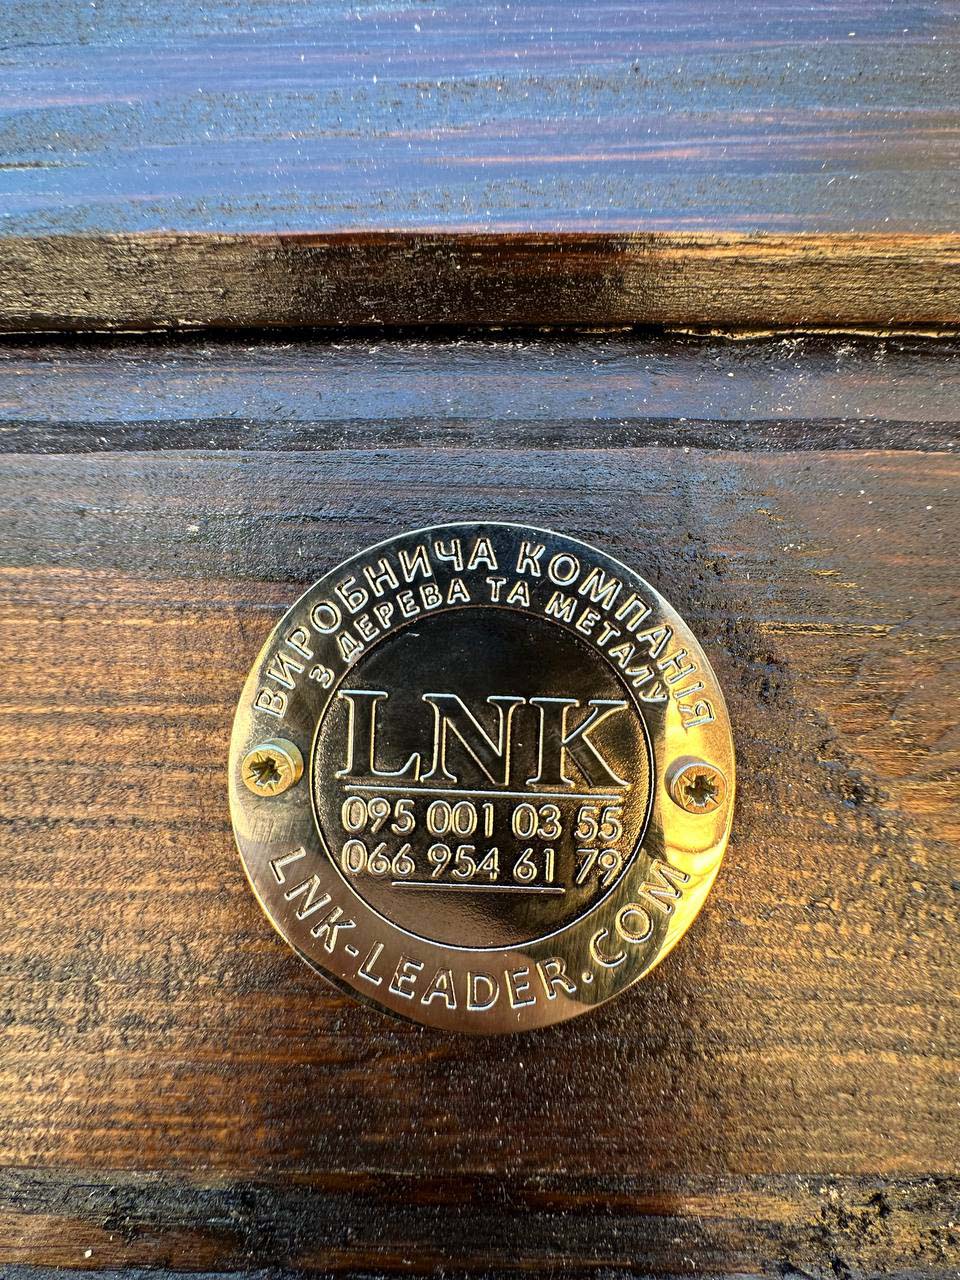 ВИРОБНИЧА КОМПАНІЯ
З ДЕРЕВА ТА МЕТАЛУ
LNK
095 001 03 55
066 954 61 79
LNK-LEADER.COM